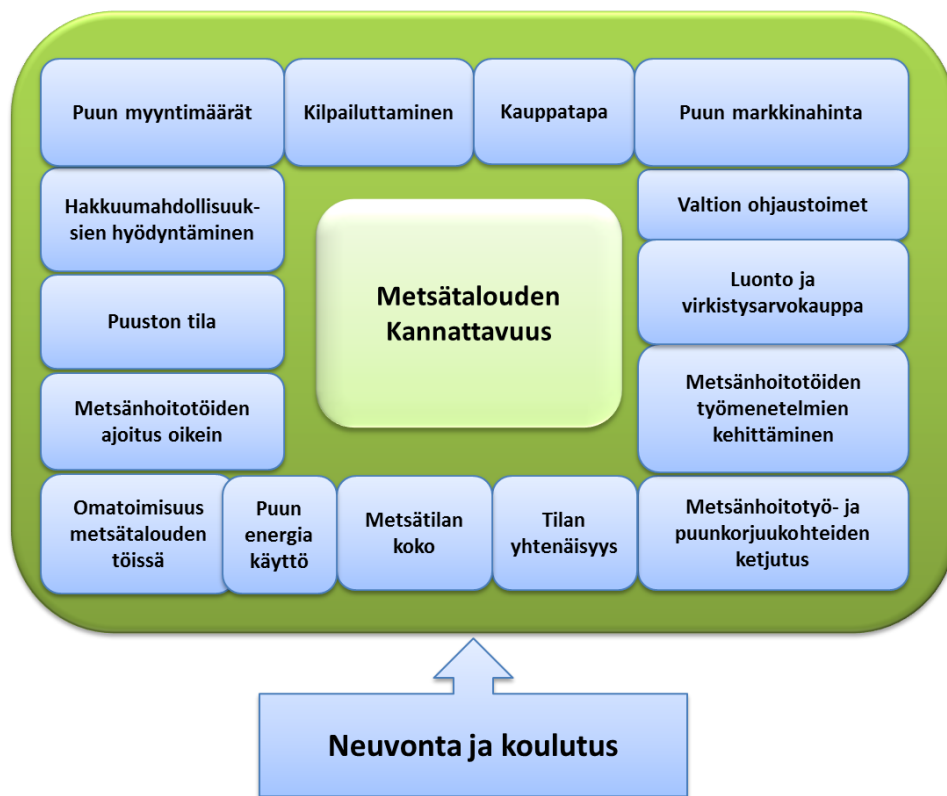 Puun myyntimäärät
Kilpailuttaminen
Kauppatapa
Puun markkinahinta
Hakkuumahdollisuuk-
sien hyödyntäminen
Valtion ohjaustoimet
Luonto ja
virkistysarvokauppa
Puuston tila
Metsätalouden
Kannattavuus
Metsänhoitotöiden
ajoitus oikein
Metsänhoitotöiden
työmenetelmien
kehittäminen
Omatoimisuus
metsätalouden
töissä
Puun
energia
käyttö
Metsätilan
koko
Tilan
yhtenäisyys
Metsänhoitotyö- ja
puunkorjuukohteiden
ketjutus
Neuvonta ja koulutus